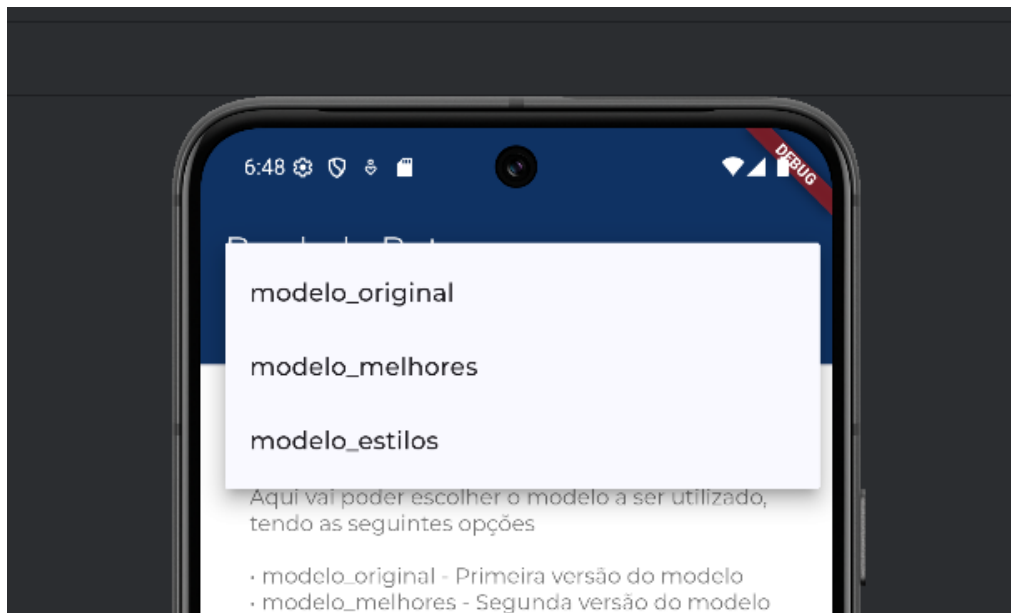 6:48
DEBUG
modelo_original
modelo_melhores
modelo_estilos
Aqui vai poder escolher o modelo a ser utilizado,
tendo as seguintes opções
• modelo_original - Primeira versão do modelo
• modelo_melhores - Segunda versão do modelo